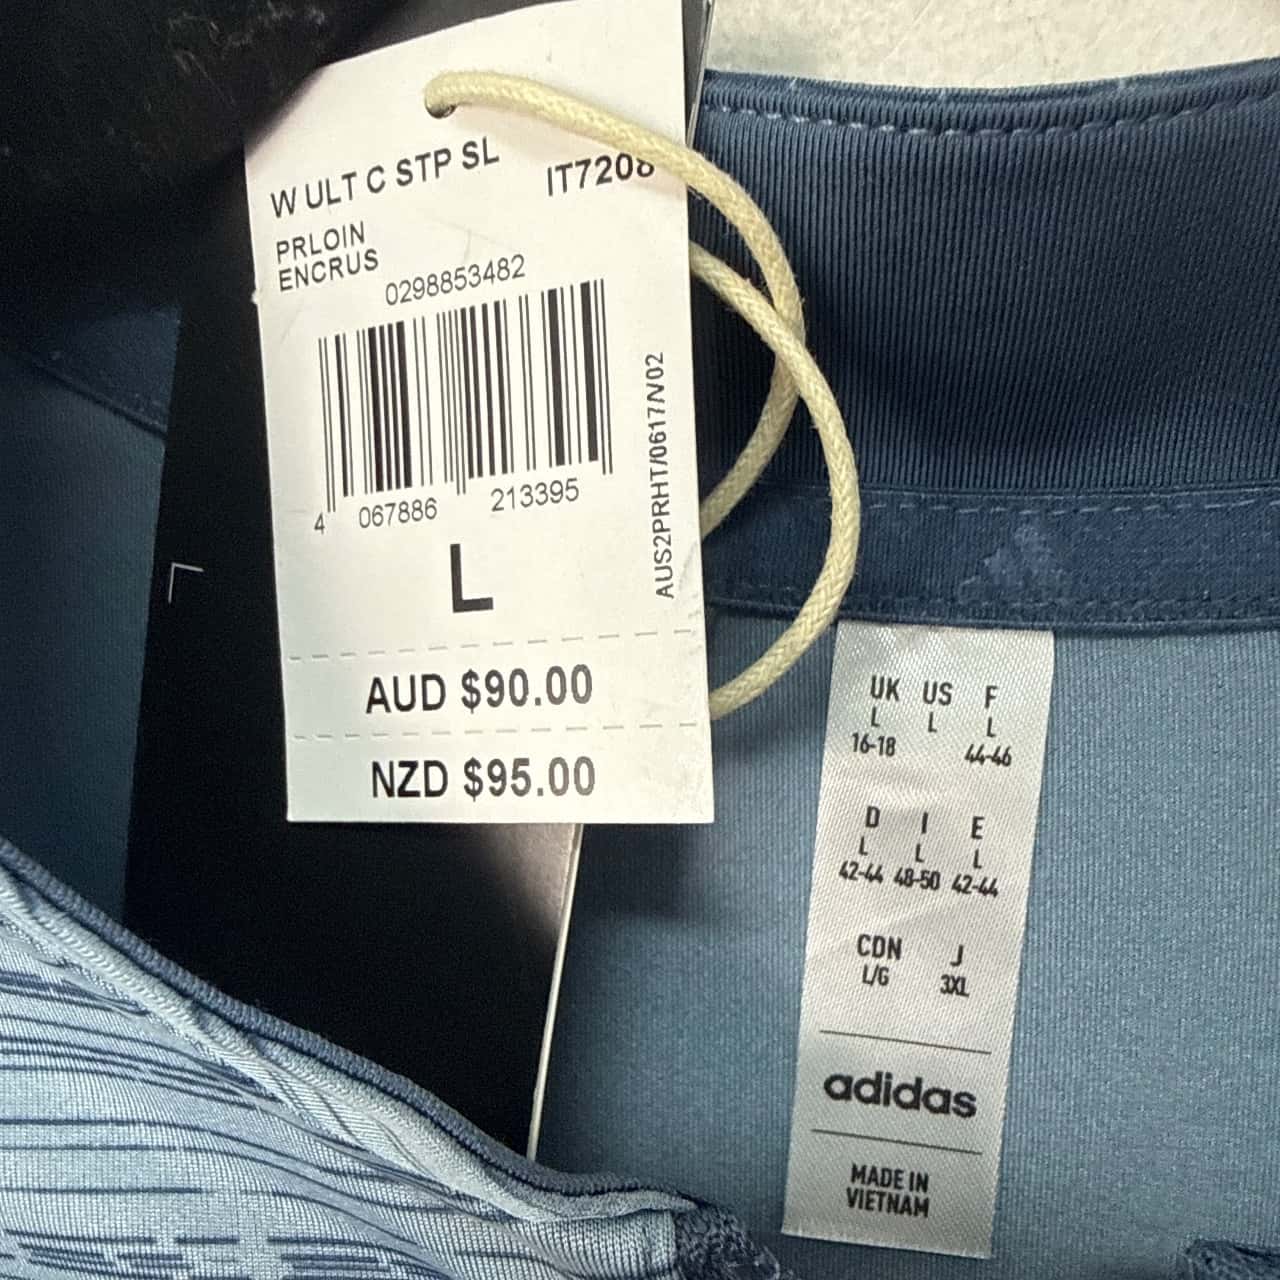 W ULT C STP SL
IT7208
PRLOIN
ENCRUS
0298853482
4 067886 213395
AUS2PRHT/0617/V02
L
AUD $90.00
NZD $95.00
UK US F
L L L
16-18 44-46
D I E
L L L
42-44 48-50 42-44
CDN J
L/G 3XL
adidas
MADE IN
VIETNAM